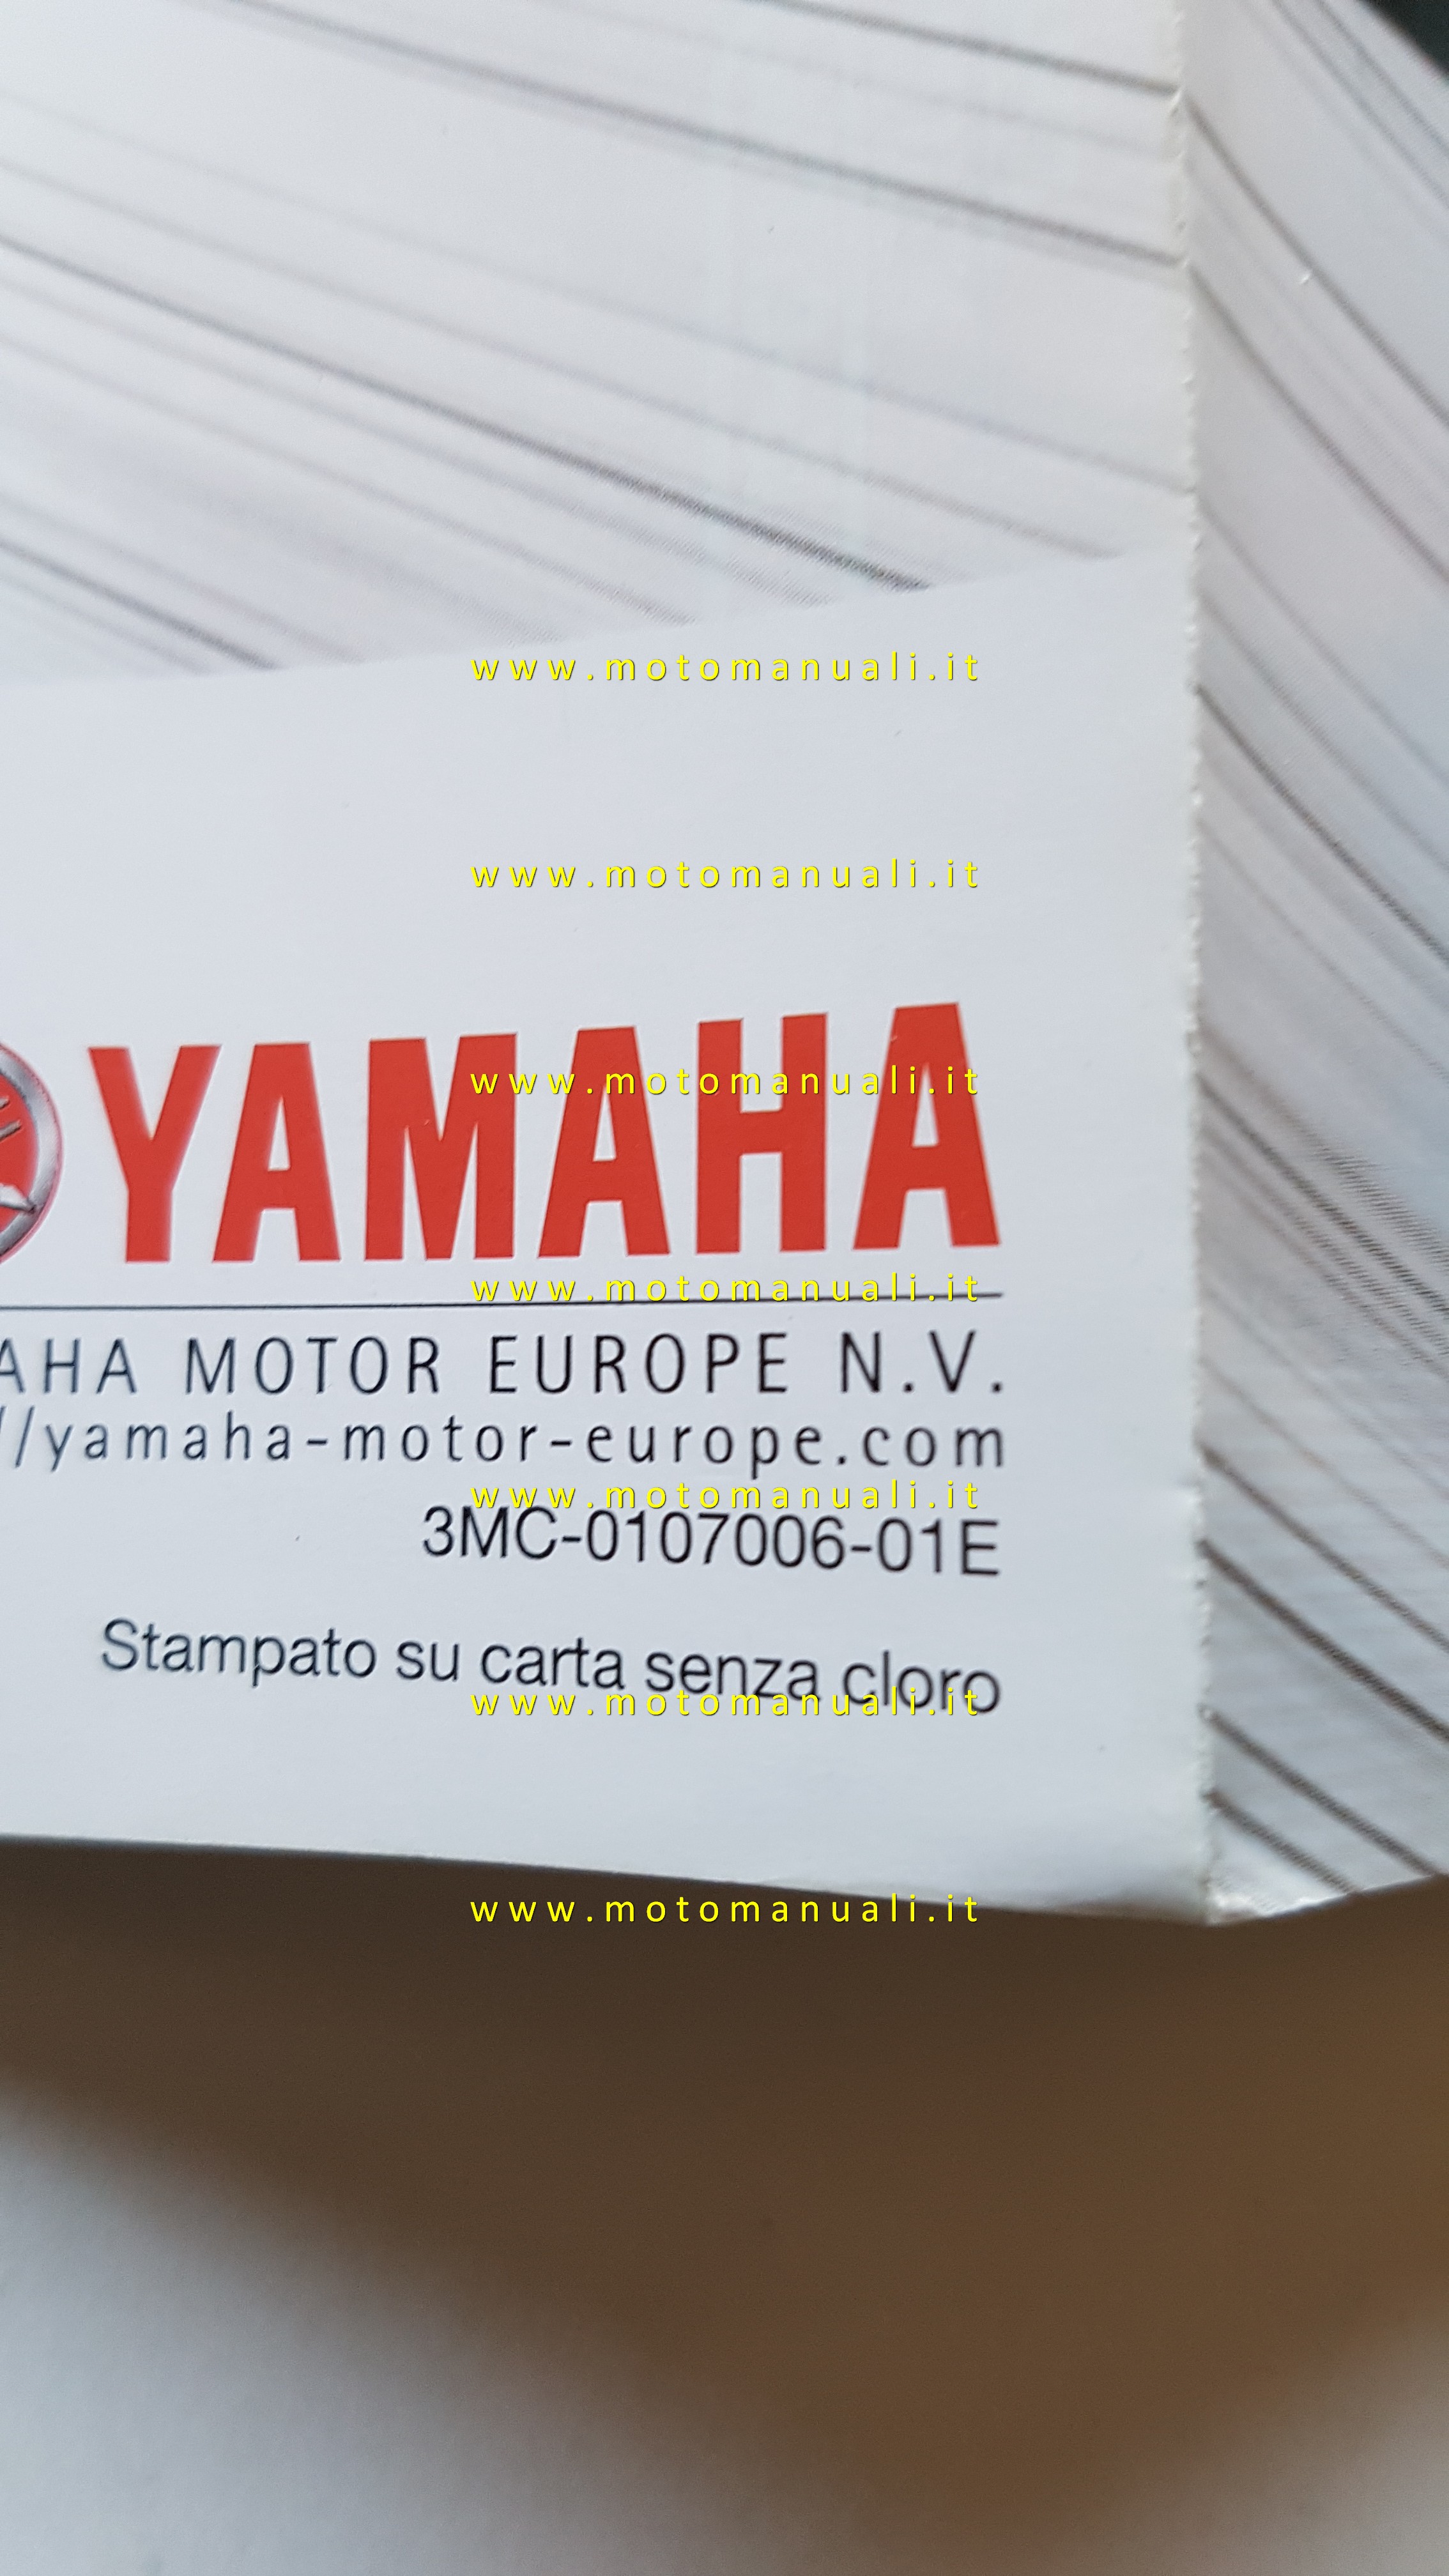 www.motomanuali.it
www.motomanuali.it
YAMAHA
www.motomanuali.it
www.motomanuali.it
AHA MOTOR EUROPE N.V.
//yamaha-motor-europe.com
www.motomanuali.it
3MC-0107006-01E
Stampato su carta senza cloro
www.motomanuali.it
www.motomanuali.it